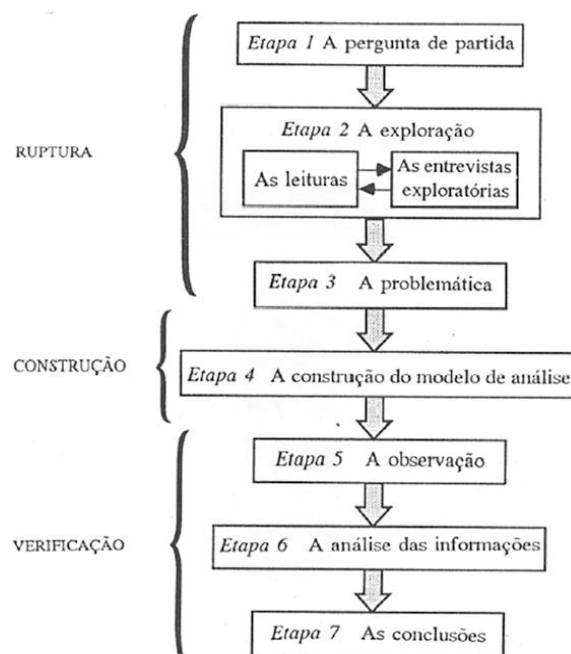 Etapa 1 A pergunta de partida
RUPTURA
Etapa 2 A exploração
As leituras
As entrevistas
exploratórias
Etapa 3 A problemática
CONSTRUÇÃO
Etapa 4 A construção do modelo de análise
VERIFICAÇÃO
Etapa 5 A observação
Etapa 6 A análise das informações
Etapa 7 As conclusões